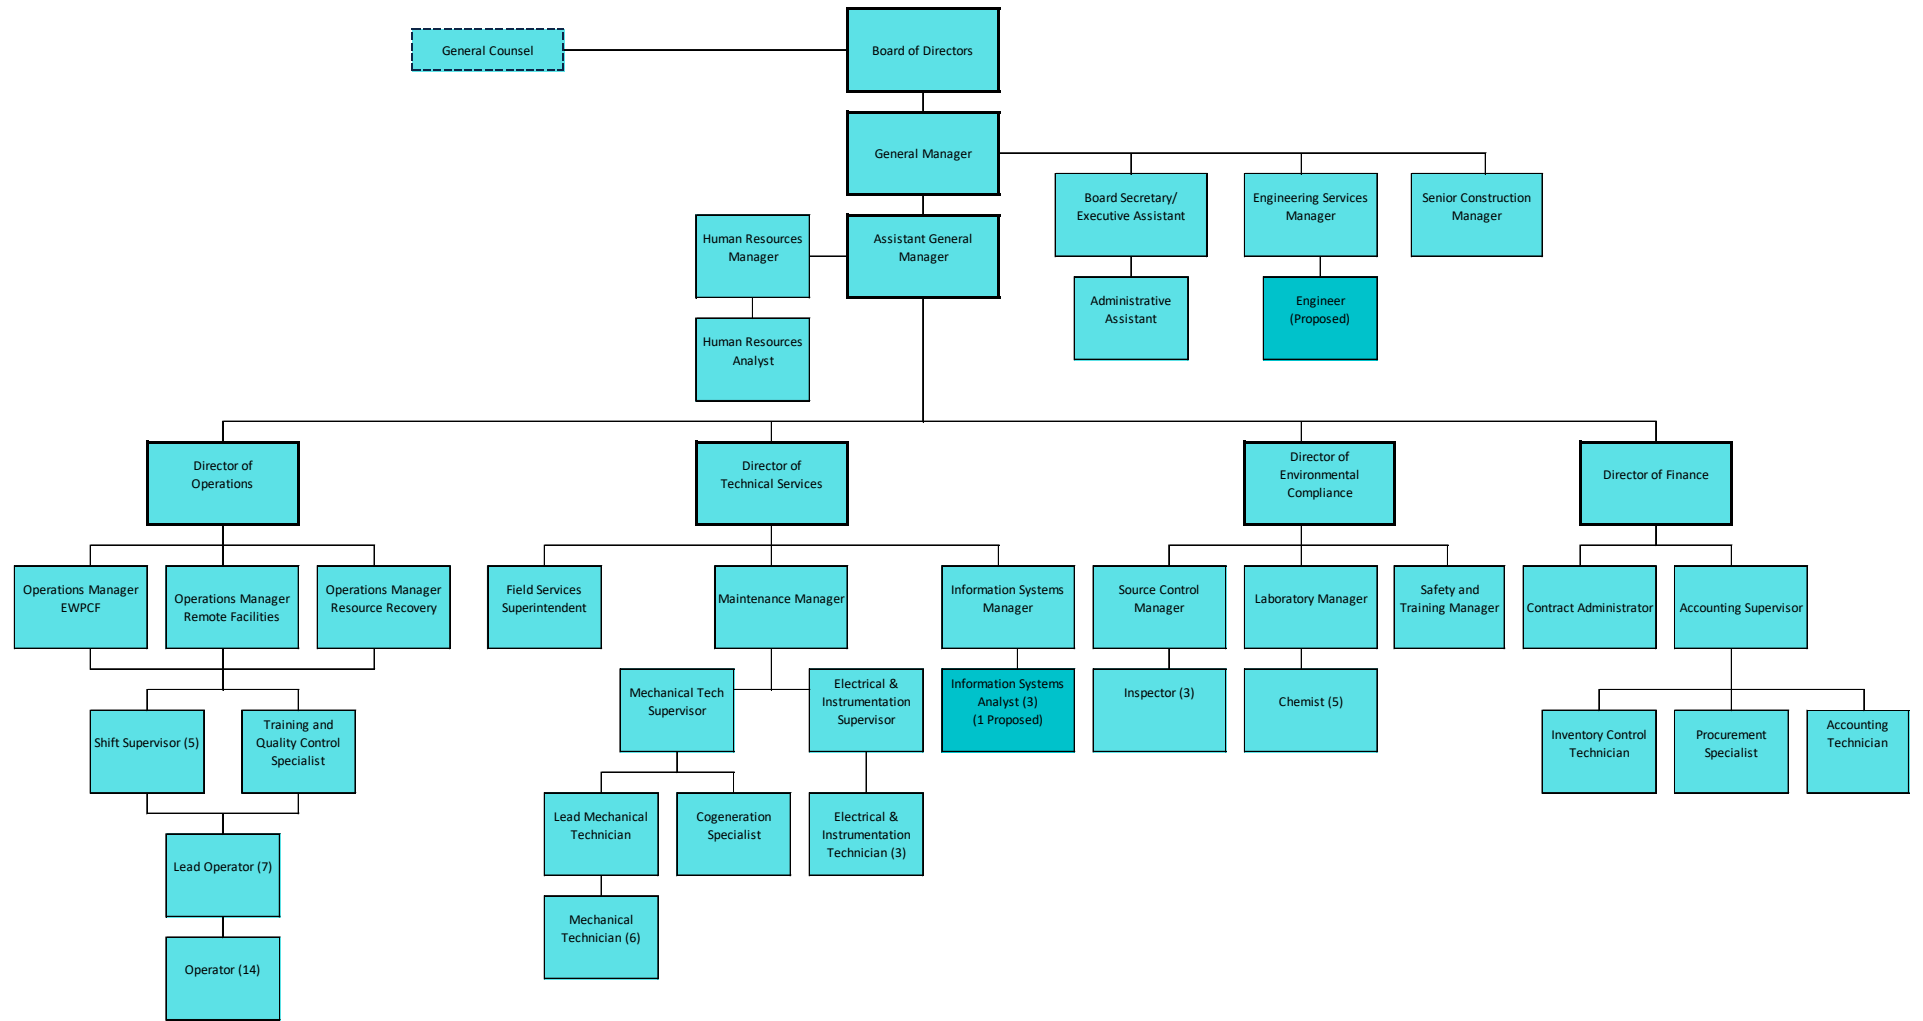 General Counsel
Board of Directors
General Manager
Board Secretary/
Executive Assistant
Engineering Services
Manager
Senior Construction
Manager
Human Resources
Manager
Assistant General
Manager
Administrative
Assistant
Engineer
(Proposed)
Human Resources
Analyst
Director of
Operations
Director of
Technical Services
Director of
Environmental
Compliance
Director of Finance
Operations Manager
EWPCF
Operations Manager
Remote Facilities
Operations Manager
Resource Recovery
Field Services
Superintendent
Maintenance Manager
Information Systems
Manager
Source Control
Manager
Laboratory Manager
Safety and
Training Manager
Contract Administrator
Accounting Supervisor
Mechanical Tech
Supervisor
Electrical &
Instrumentation
Supervisor
Information Systems
Analyst (3)
(1 Proposed)
Inspector (3)
Chemist (5)
Shift Supervisor (5)
Training and
Quality Control
Specialist
Inventory Control
Technician
Procurement
Specialist
Accounting
Technician
Lead Mechanical
Technician
Cogeneration
Specialist
Electrical &
Instrumentation
Technician (3)
Lead Operator (7)
Mechanical
Technician (6)
Operator (14)